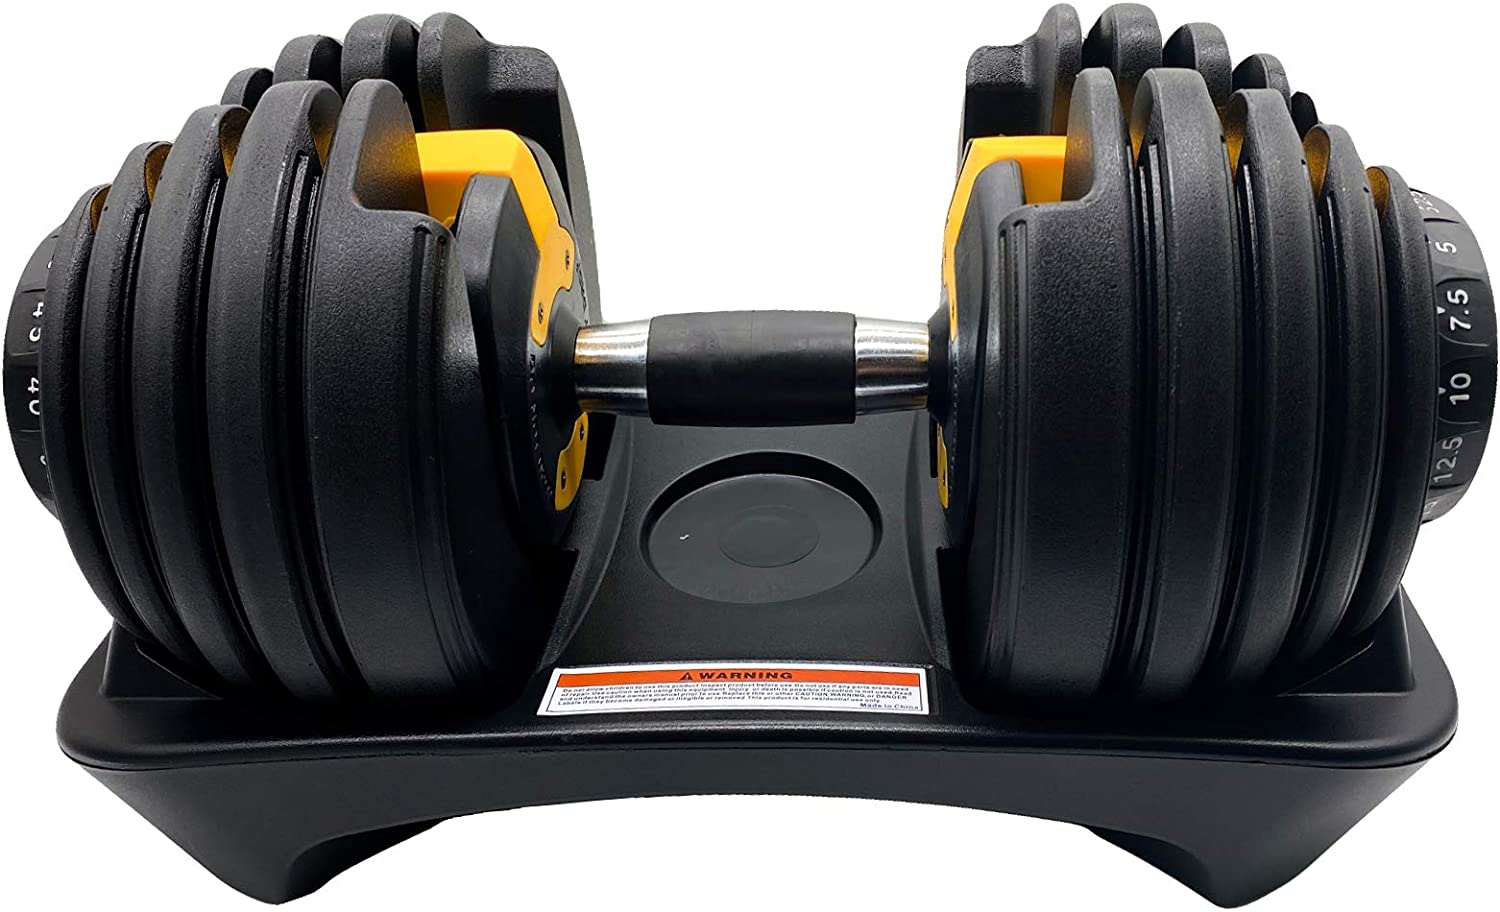 45
40
5
7.5
10
12.5
WARNING
Do not allow children to use this product Inspect product before use Do not use if any parts are in need
of repair Use caution when using this equipment. Injury or death is possible if caution is not used.Read
and understand the owners manual prior to use.Replace this or other CAUTION,WARNING,or DANGER
Labels if they become damaged or illegible or removed.This product is for residential use only
Made in China